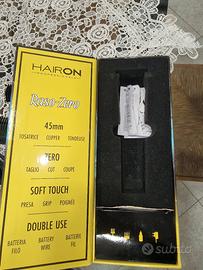 HAIRON
Raso-Zero
45mm
TOSATRICE CLIPPER TONDEUSE
ZERO
TAGLIO CUT COUPE
SOFT TOUCH
PRESA GRIP POIGNÉE
DOUBLE USE
BATTERIA BATTERY BATTERIE
FILO WIRE FIL
subito